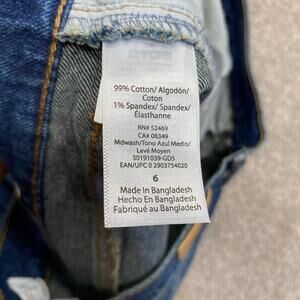 99% Cotton/Algodón/
Coton
1% Spandex/Spandex/
Élasthanne
RN# 52469
CA# 08349
Mdwash/Tono Azul Medio/
Lavé Moyen
30191039-GDS
EAN/UPC 0 2903754020
6
Made In Bangladesh
Hecho En Bangladesh
Fabriqué au Bangladesh